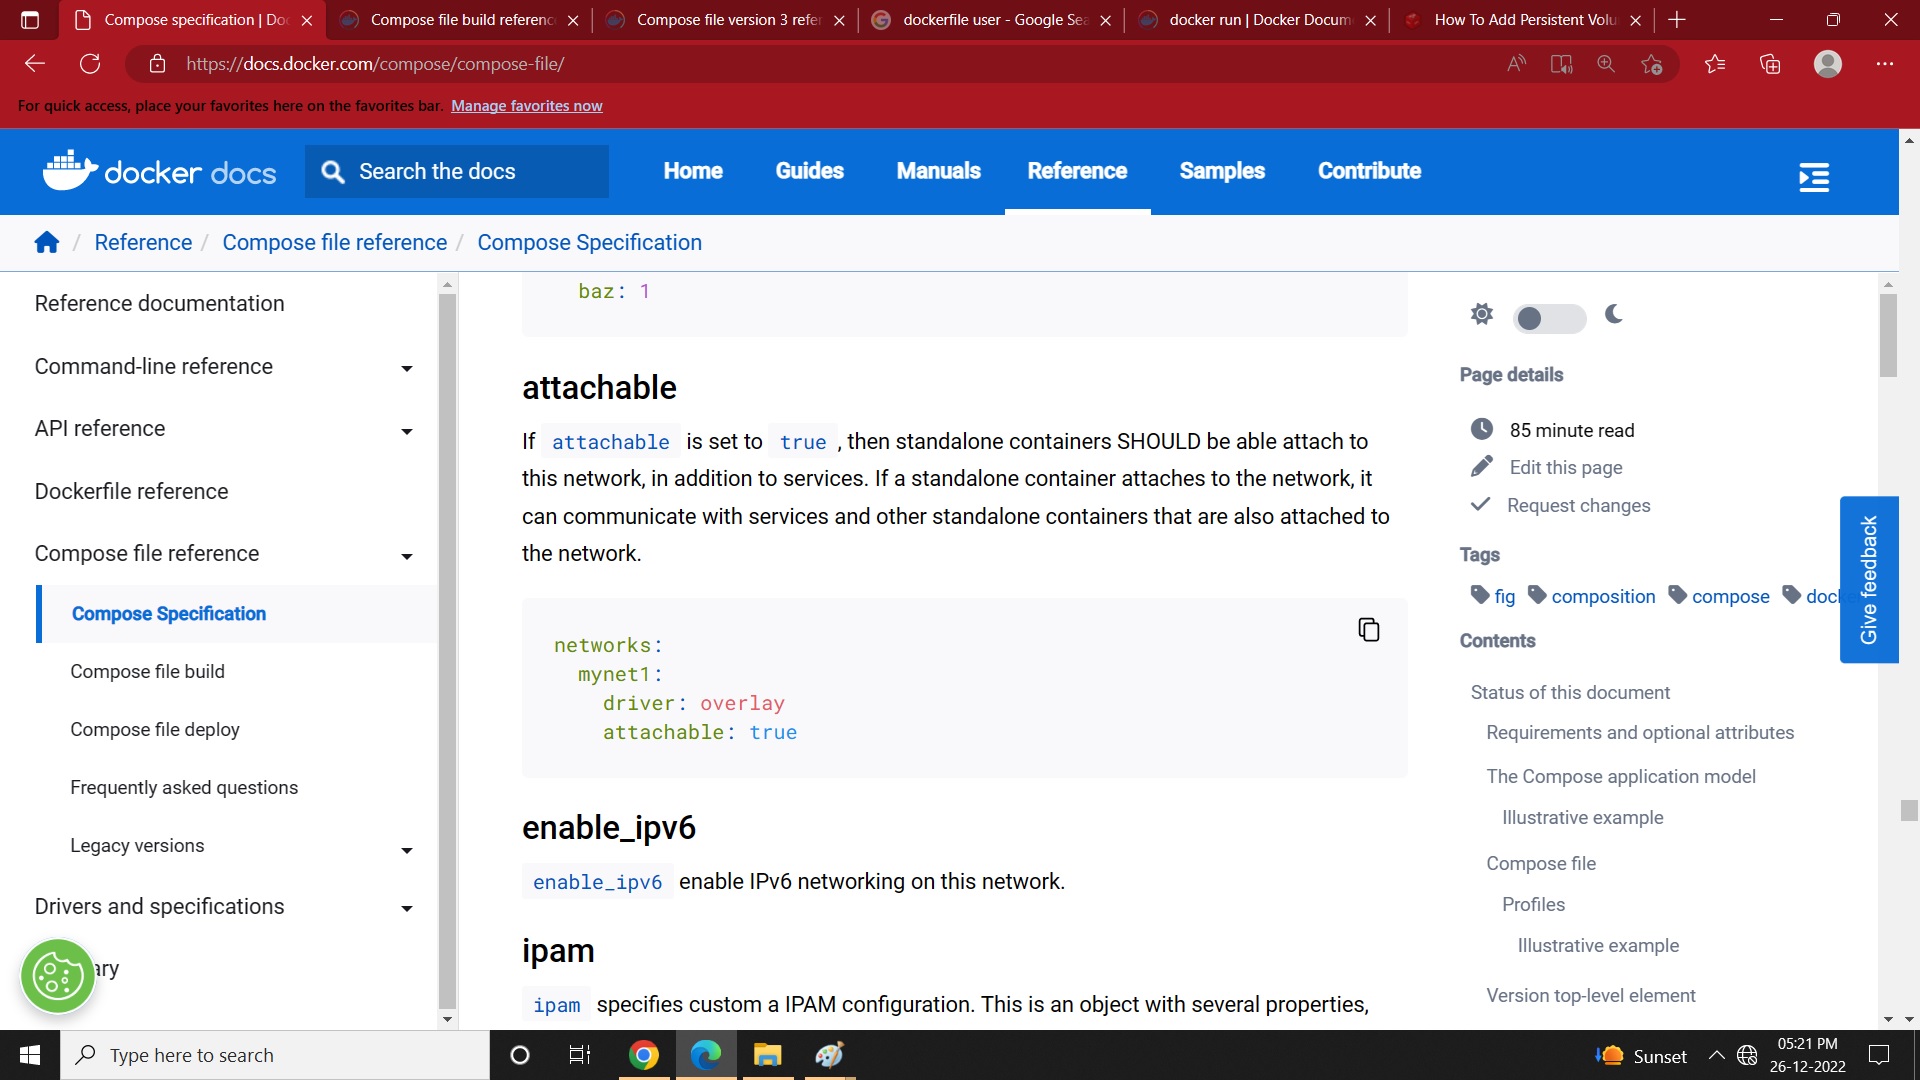 Compose specification | Do
Compose file build referenc
Compose file version 3 refer
dockerfile user - Google Se
docker run | Docker Docum
How To Add Persistent Volu
https://docs.docker.com/compose/compose-file/
For quick access, place your favorites here on the favorites bar. Manage favorites now
docker docs
Search the docs
Home
Guides
Manuals
Reference
Samples
Contribute
Reference / Compose file reference / Compose Specification
Reference documentation
Command-line reference
API reference
Dockerfile reference
Compose file reference
Compose Specification
Compose file build
Compose file deploy
Frequently asked questions
Legacy versions
Drivers and specifications
ary
baz: 1
attachable
If attachable is set to true , then standalone containers SHOULD be able attach to
this network, in addition to services. If a standalone container attaches to the network, it
can communicate with services and other standalone containers that are also attached to
the network.
networks:
mynet1:
driver: overlay
attachable: true
enable_ipv6
enable_ipv6 enable IPv6 networking on this network.
ipam
ipam specifies custom a IPAM configuration. This is an object with several properties,
Page details
85 minute read
Edit this page
Request changes
Tags
fig composition compose dock
Give feedback
Contents
Status of this document
Requirements and optional attributes
The Compose application model
Illustrative example
Compose file
Profiles
Illustrative example
Version top-level element
Type here to search
Sunset
05:21 PM
26-12-2022